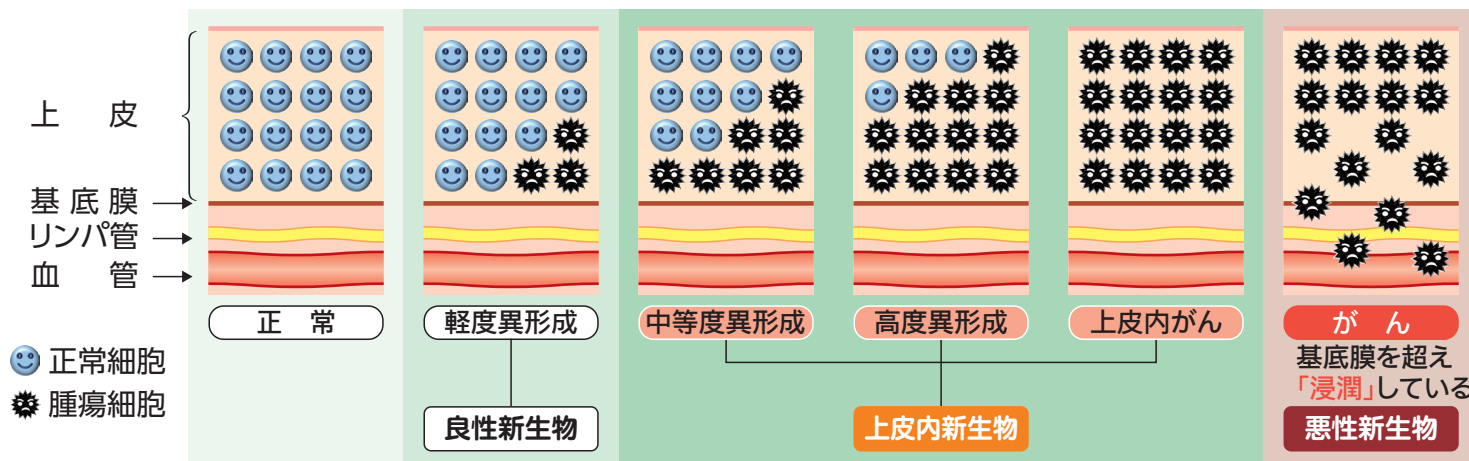 上　皮
基底膜
リンパ管
血　管
正　常
軽度異形成
中等度異形成
高度異形成
上皮内がん
が　ん
正常細胞
腫瘍細胞
基底膜を超え
「浸潤」している
良性新生物
上皮内新生物
悪性新生物